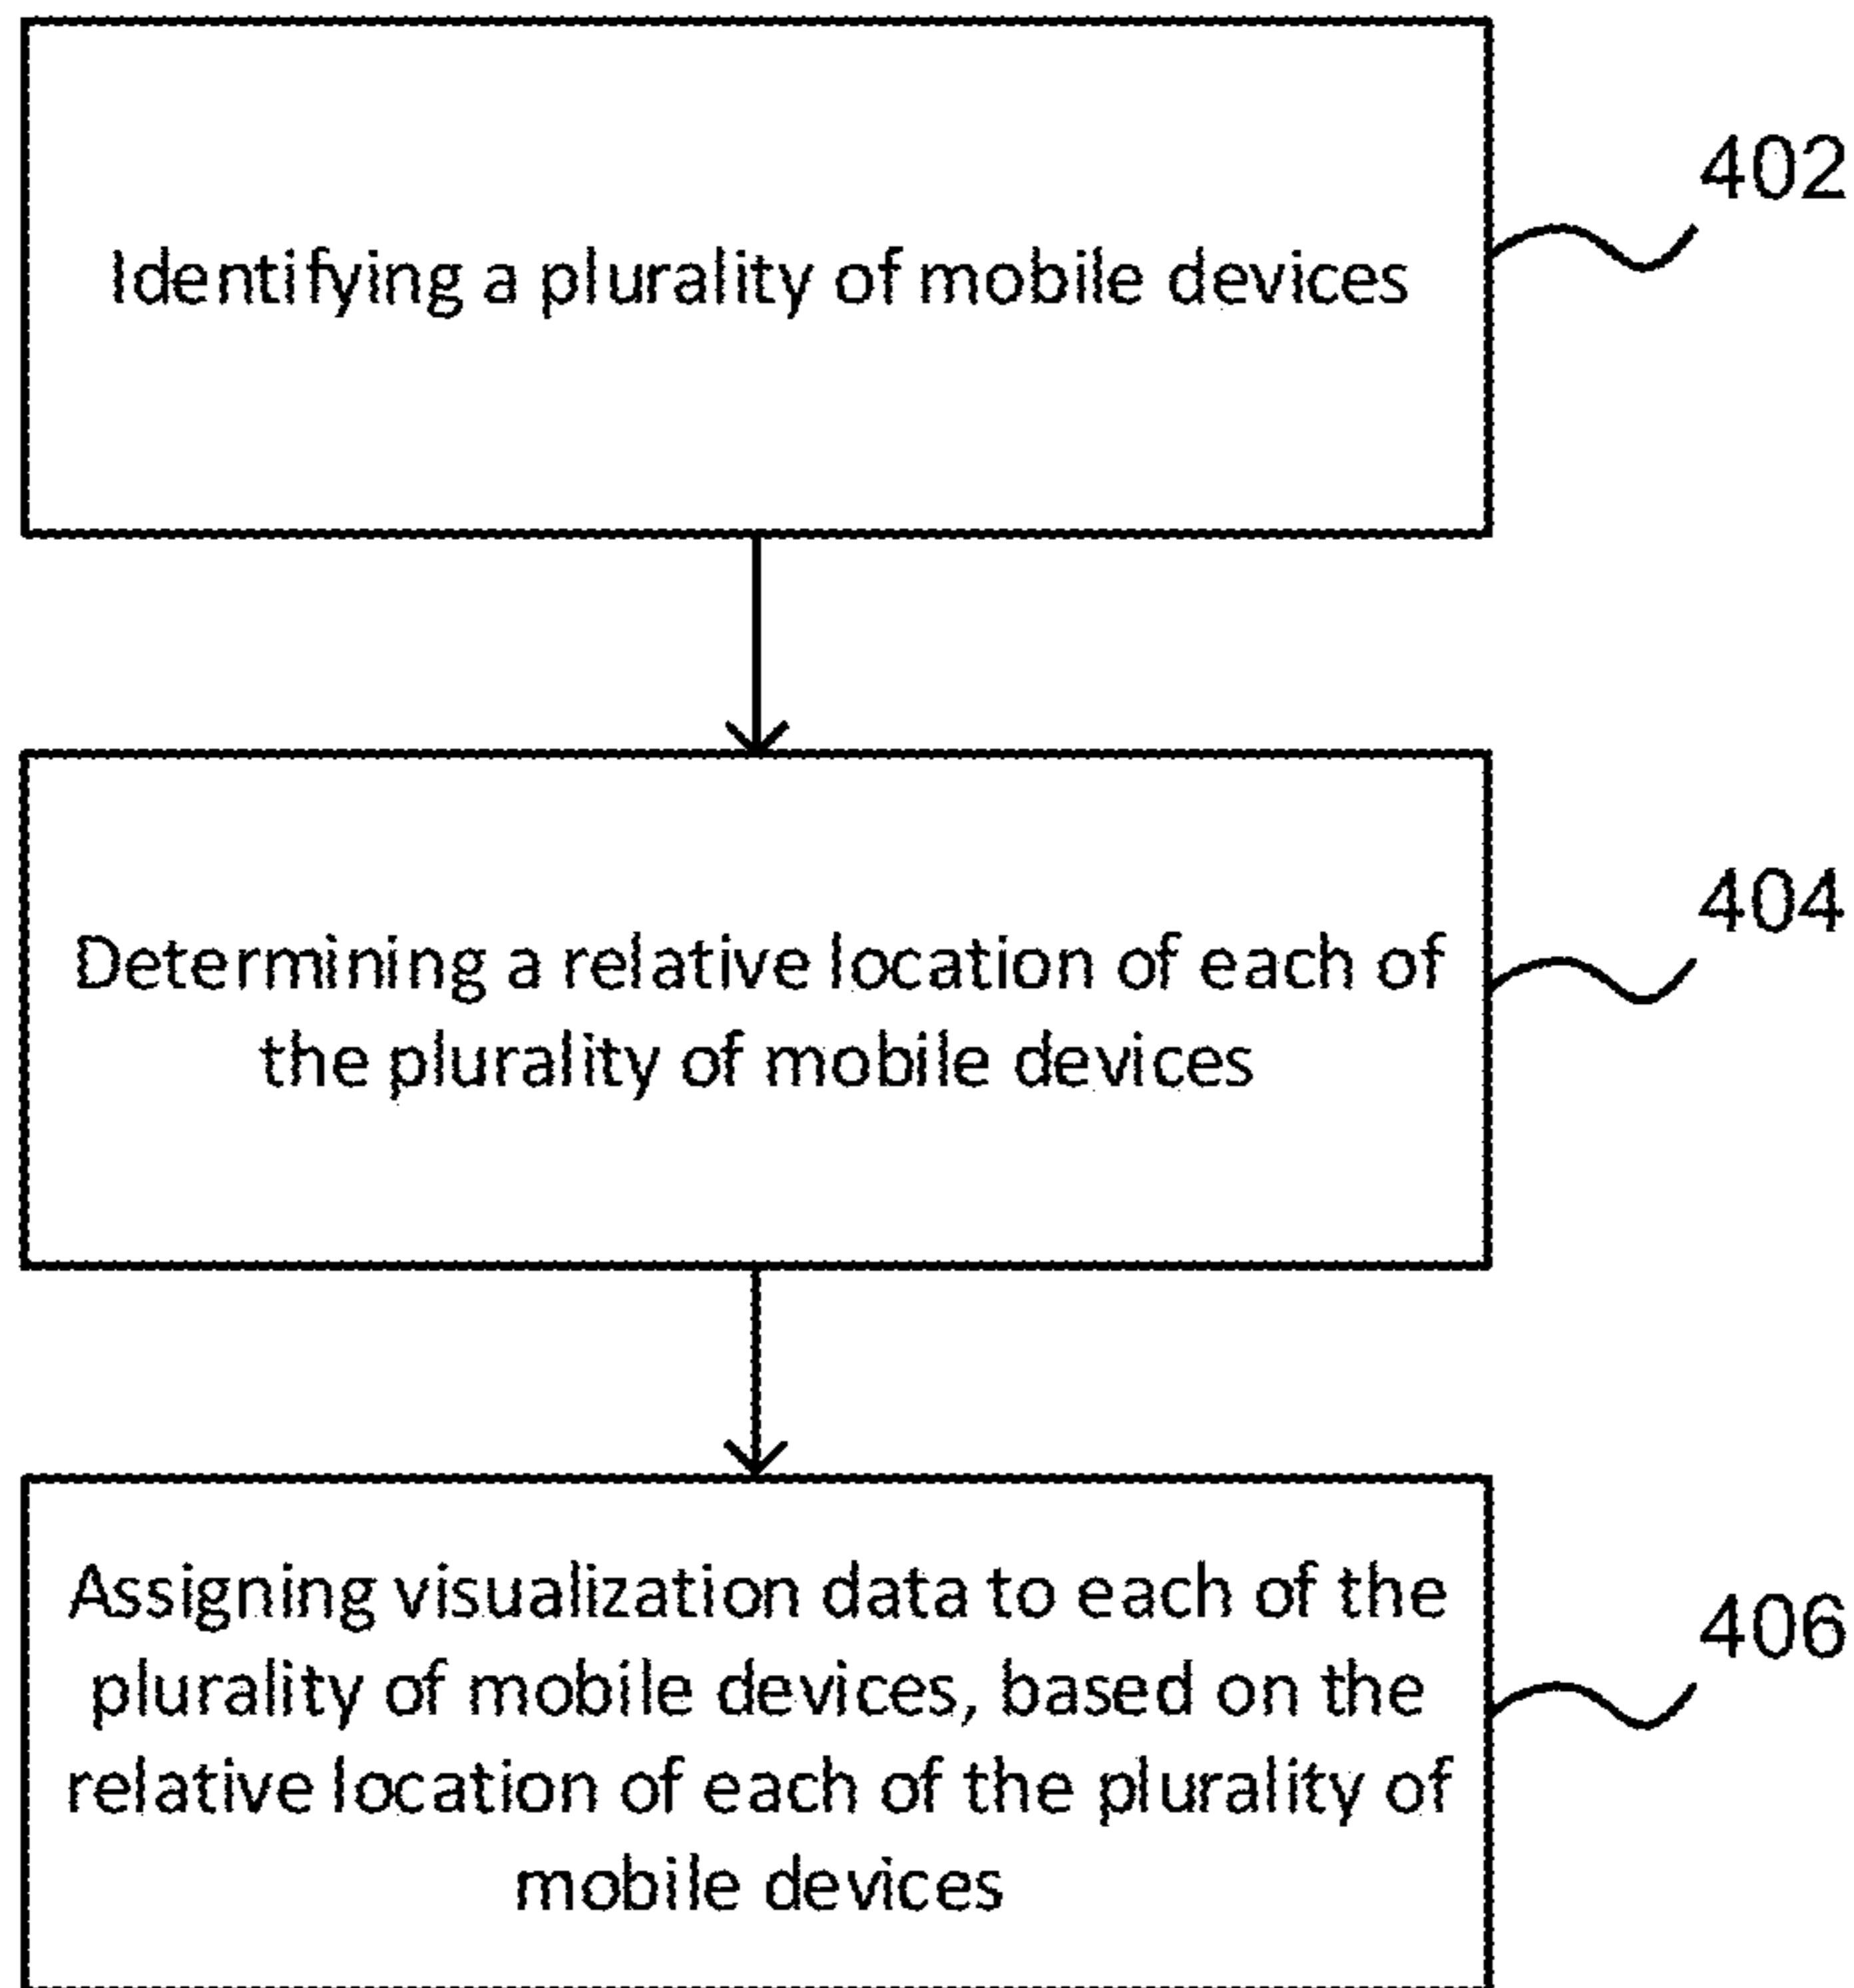 Identifying a plurality of mobile devices
402
Determining a relative location of each of
the plurality of mobile devices
404
Assigning visualization data to each of the
plurality of mobile devices, based on the
relative location of each of the plurality of
mobile devices
406